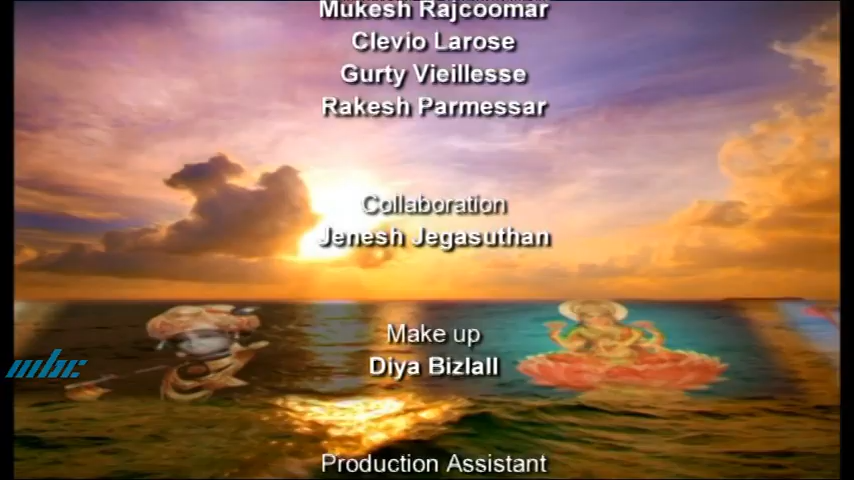 Mukesh Rajcoomar
Clevio Larose
Gurty Vieillesse
Rakesh Parmessar
Collaboration
Jenesh Jegasuthan
Make up
Diya Bizlall
mbc
Production Assistant